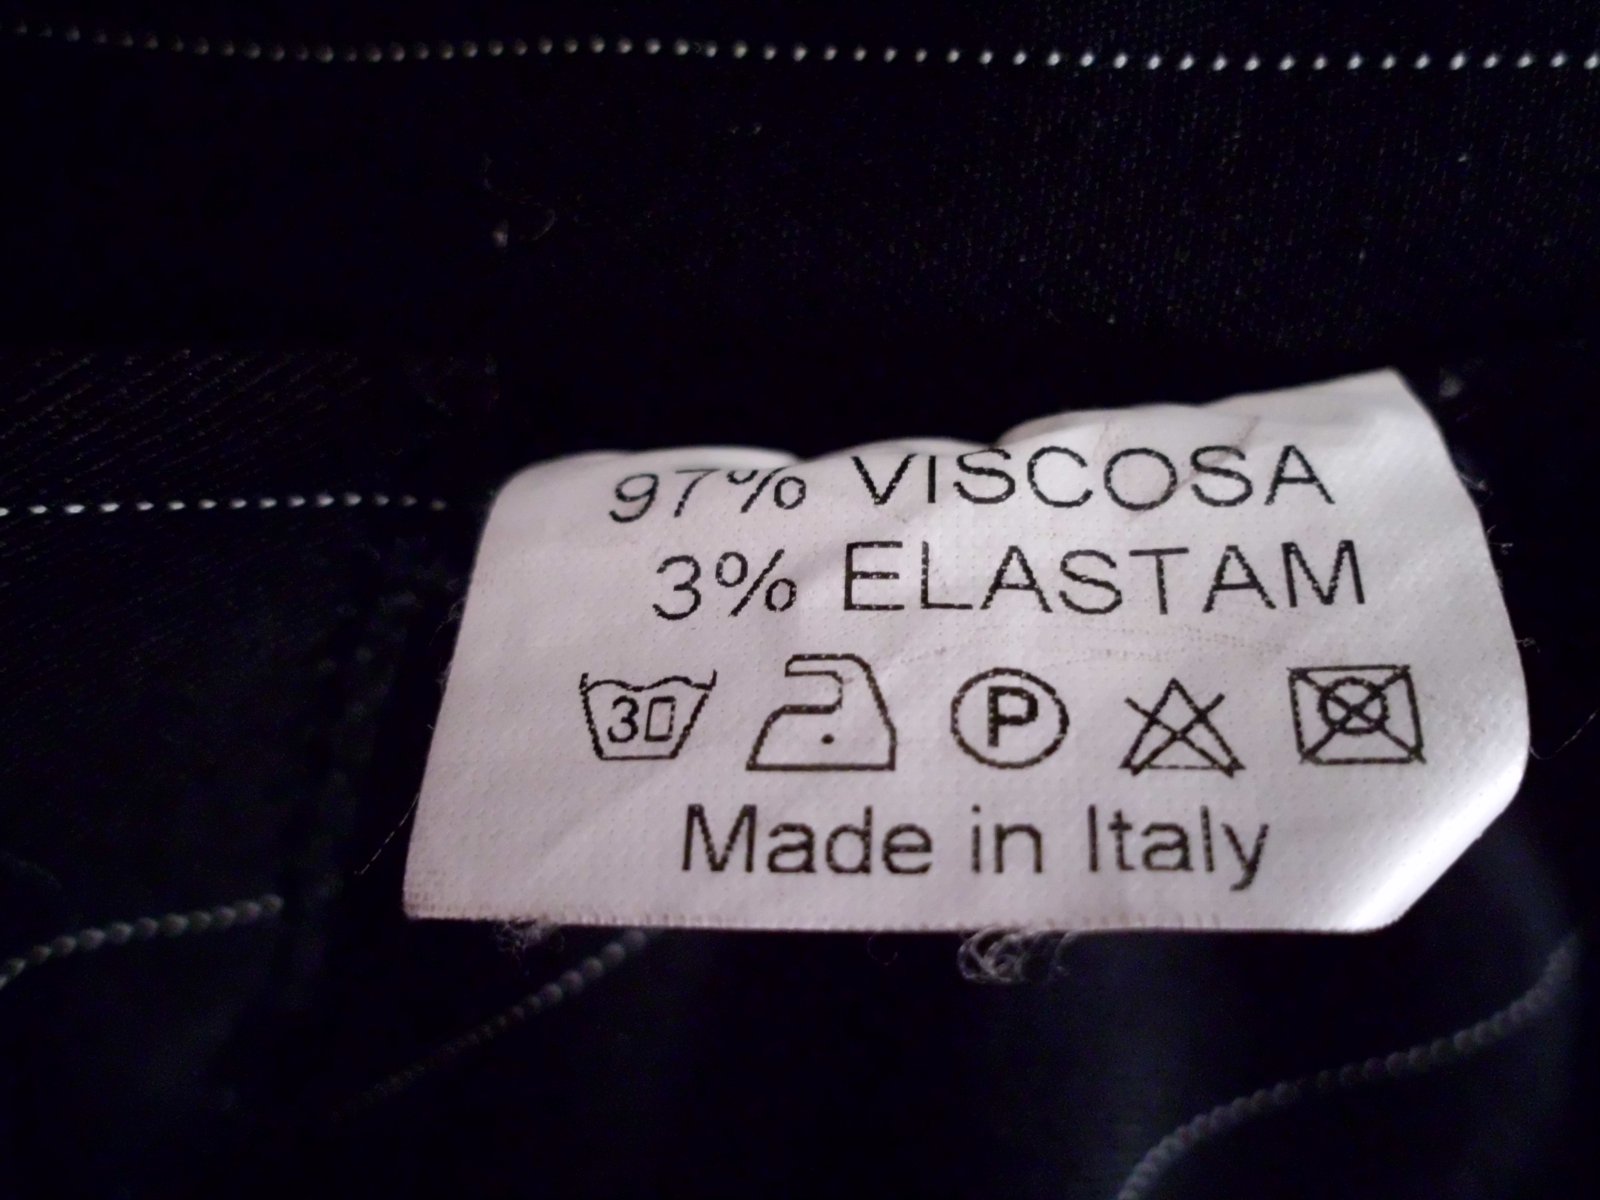 97% VISCOSA
3% ELASTAM
30 P
Made in Italy